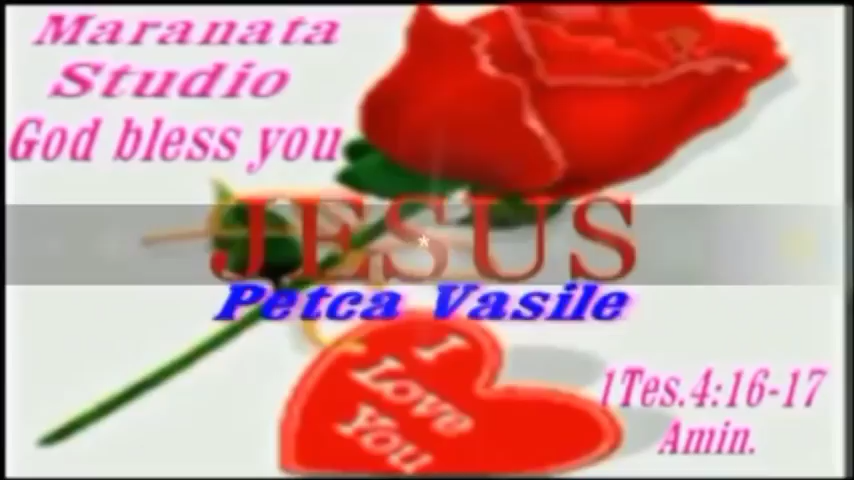 Maranata
Studio
God bless you
JESUS
Petca Vasile
I
Love
You
1Tes.4:16-17
Amin.